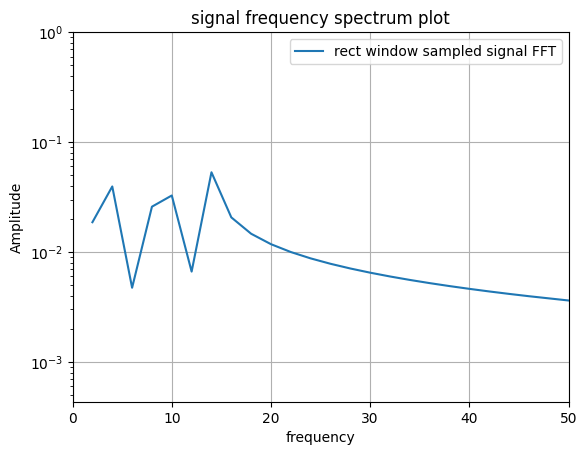 signal frequency spectrum plot
rect window sampled signal FFT
Amplitude
10⁰
10⁻¹
10⁻²
10⁻³
0 10 20 30 40 50
frequency